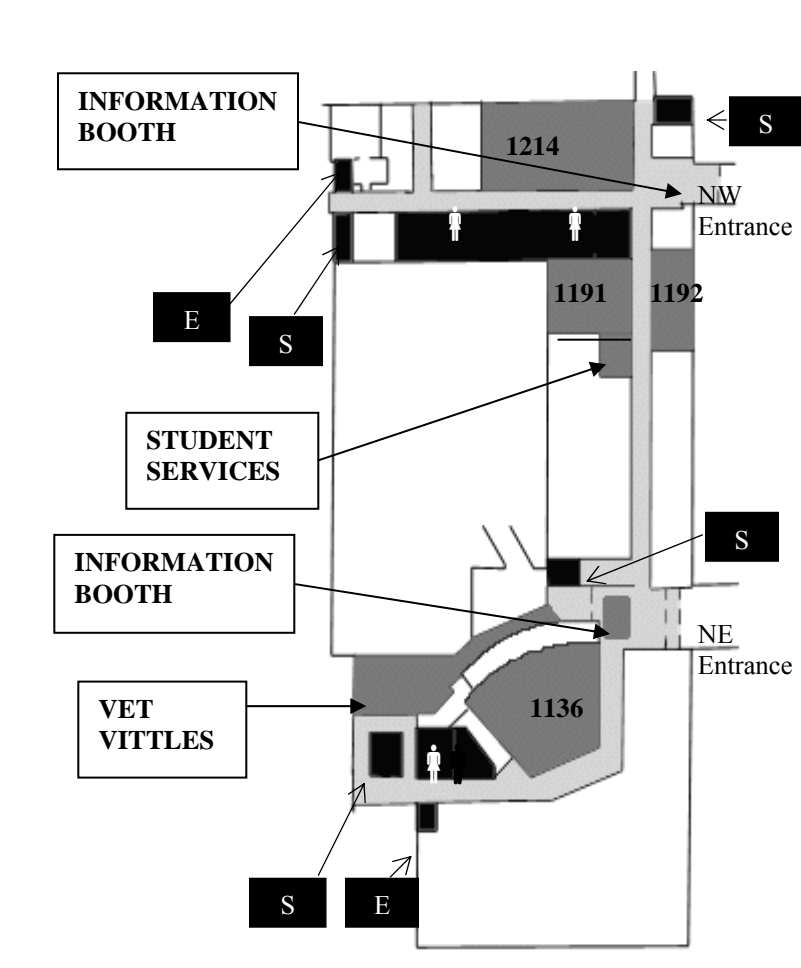 INFORMATION
BOOTH
S
1214
NW
Entrance
E
S
1191
1192
STUDENT
SERVICES
INFORMATION
BOOTH
S
NE
Entrance
VET
VITTLES
1136
S
E